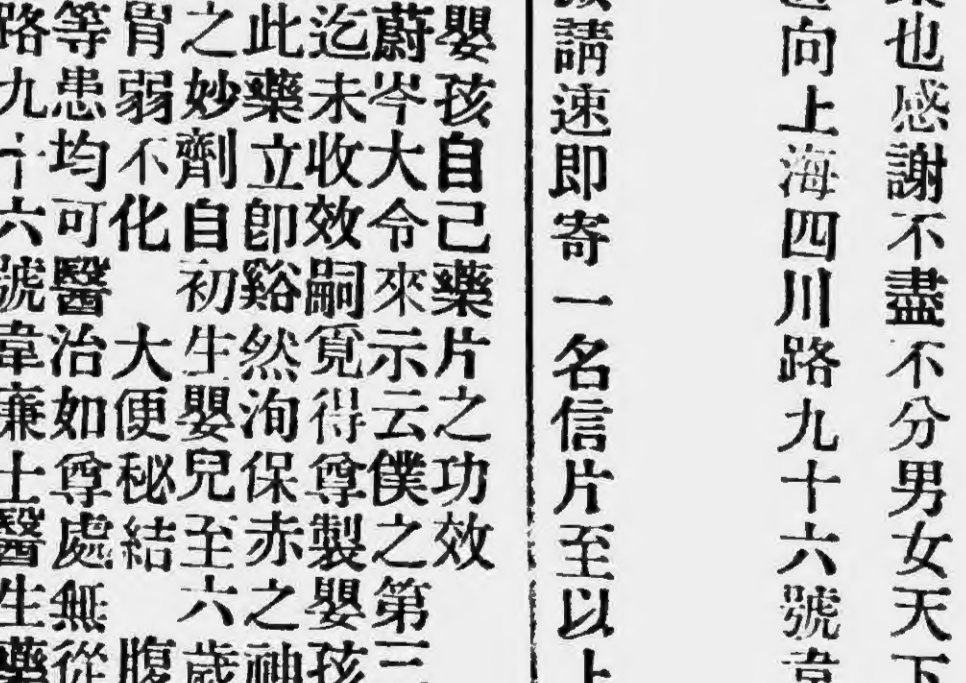 也感謝不盡不分男女天下
向上海四川路九十六號韋
請速即寄一名信片至以上
嬰孩自己藥片之功效
蔚岑大令來示云僕之第三
迄未收效嗣覓得尊製嬰孩
此藥立卽谿然洵保赤之神
之妙劑自初生嬰兒至六歲
胃弱不化 大便秘結 腹
等患均可醫治如尊處無從
路九十六號韋廉士醫生藥